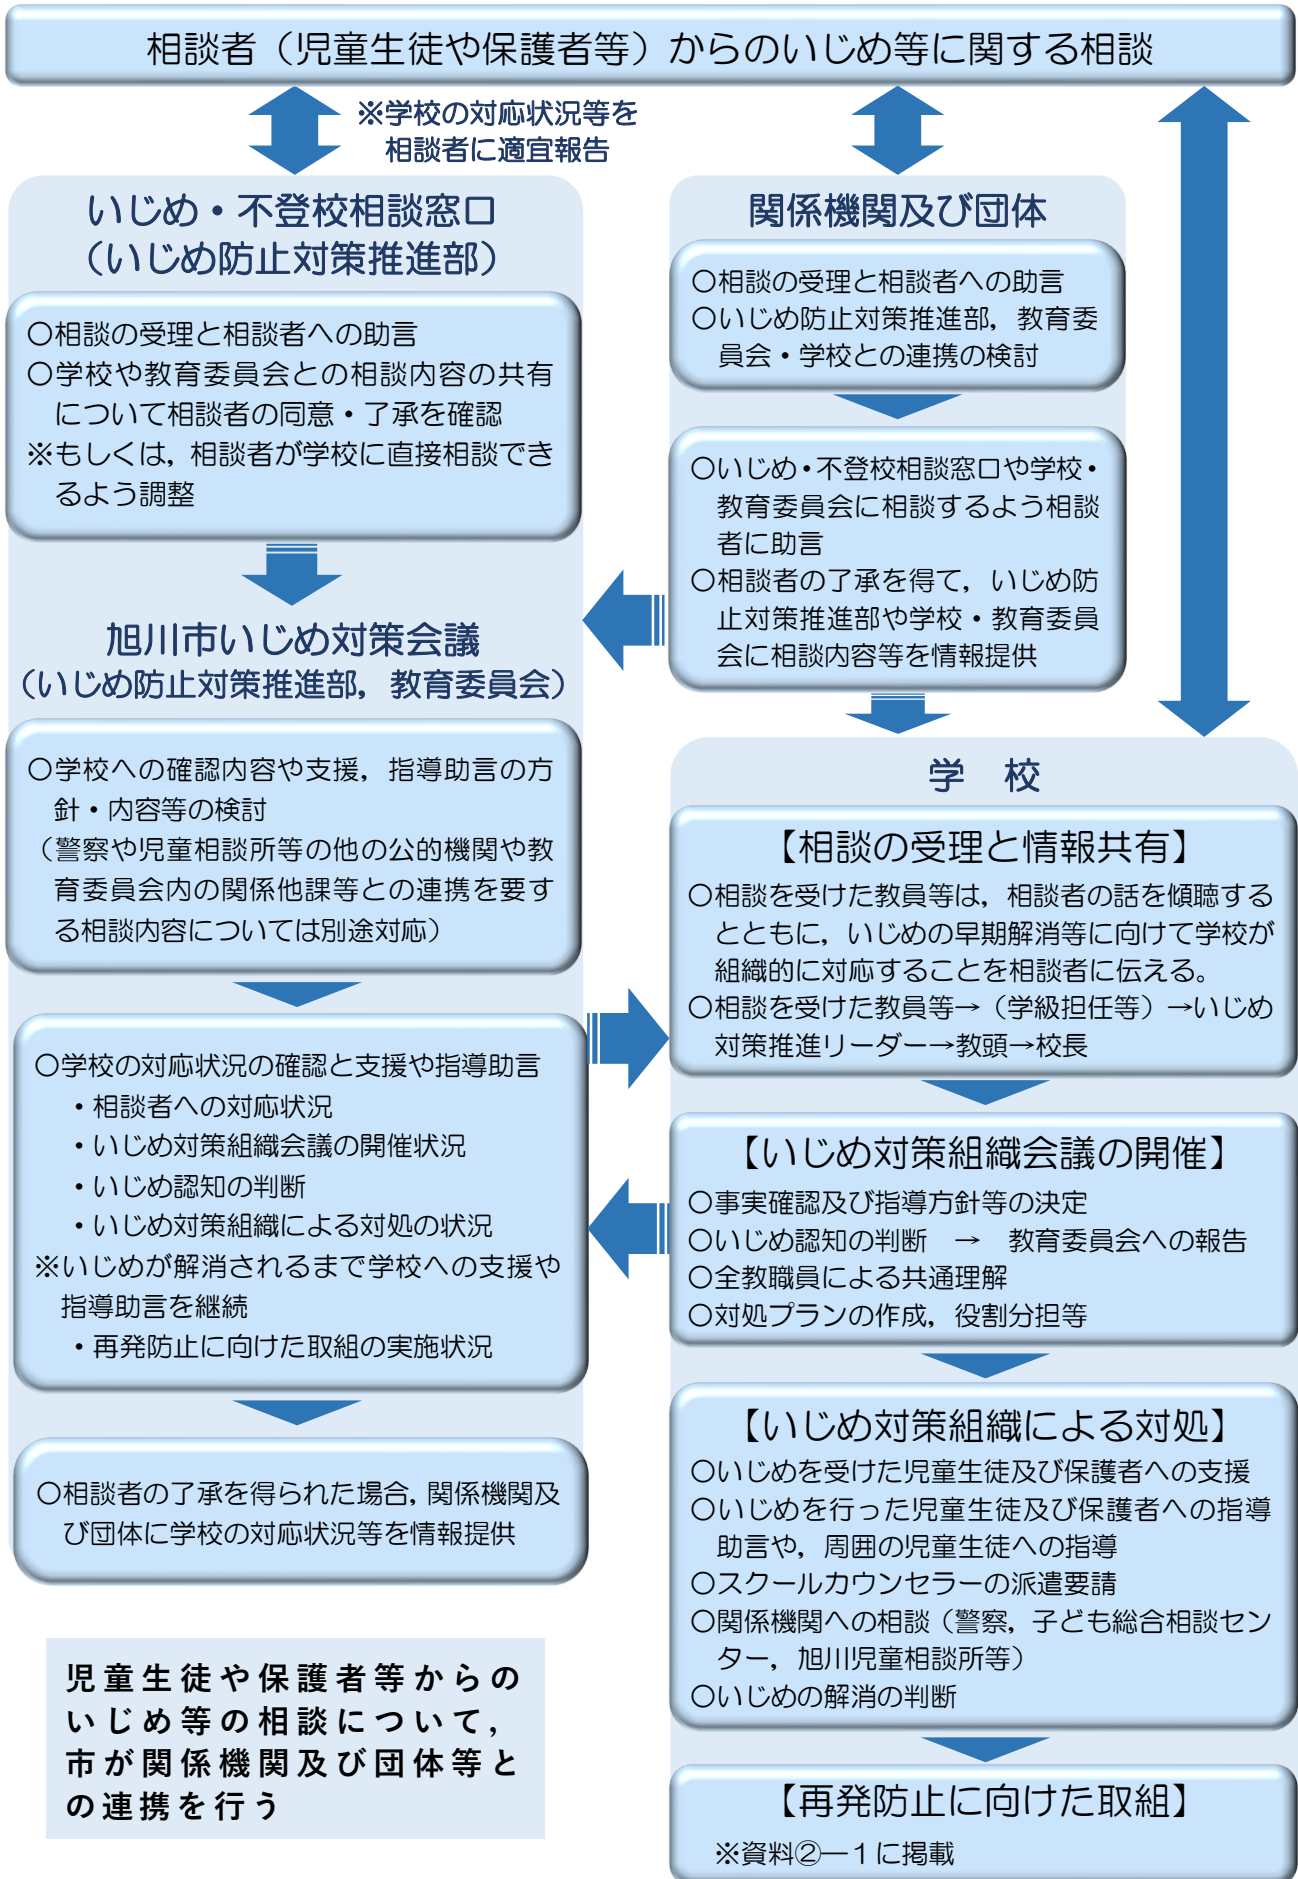 相談者（児童生徒や保護者等）からのいじめ等に関する相談
※学校の対応状況等を
相談者に適宜報告
いじめ・不登校相談窓口
（いじめ防止対策推進部）
○相談の受理と相談者への助言
○学校や教育委員会との相談内容の共有
について相談者の同意・了承を確認
※もしくは，相談者が学校に直接相談でき
るよう調整
旭川市いじめ対策会議
（いじめ防止対策推進部，教育委員会）
○学校への確認内容や支援，指導助言の方
針・内容等の検討
（警察や児童相談所等の他の公的機関や教
育委員会内の関係他課等との連携を要す
る相談内容については別途対応）
○学校の対応状況の確認と支援や指導助言
・相談者への対応状況
・いじめ対策組織会議の開催状況
・いじめ認知の判断
・いじめ対策組織による対処の状況
※いじめが解消されるまで学校への支援や
指導助言を継続
・再発防止に向けた取組の実施状況
○相談者の了承を得られた場合，関係機関及
び団体に学校の対応状況等を情報提供
児童生徒や保護者等からの
いじめ等の相談について，
市が関係機関及び団体等と
の連携を行う
関係機関及び団体
○相談の受理と相談者への助言
○いじめ防止対策推進部，教育委
員会・学校との連携の検討
○いじめ・不登校相談窓口や学校・
教育委員会に相談するよう相談
者に助言
○相談者の了承を得て，いじめ防
止対策推進部や学校・教育委員
会に相談内容等を情報提供
学　校
【相談の受理と情報共有】
○相談を受けた教員等は，相談者の話を傾聴する
とともに，いじめの早期解消等に向けて学校が
組織的に対応することを相談者に伝える。
○相談を受けた教員等→（学級担任等）→いじめ
対策推進リーダー→教頭→校長
【いじめ対策組織会議の開催】
○事実確認及び指導方針等の決定
○いじめ認知の判断　→　教育委員会への報告
○全教職員による共通理解
○対処プランの作成，役割分担等
【いじめ対策組織による対処】
○いじめを受けた児童生徒及び保護者への支援
○いじめを行った児童生徒及び保護者への指導
助言や，周囲の児童生徒への指導
○スクールカウンセラーの派遣要請
○関係機関への相談（警察，子ども総合相談セン
ター，旭川児童相談所等）
○いじめの解消の判断
【再発防止に向けた取組】
※資料②―１に掲載